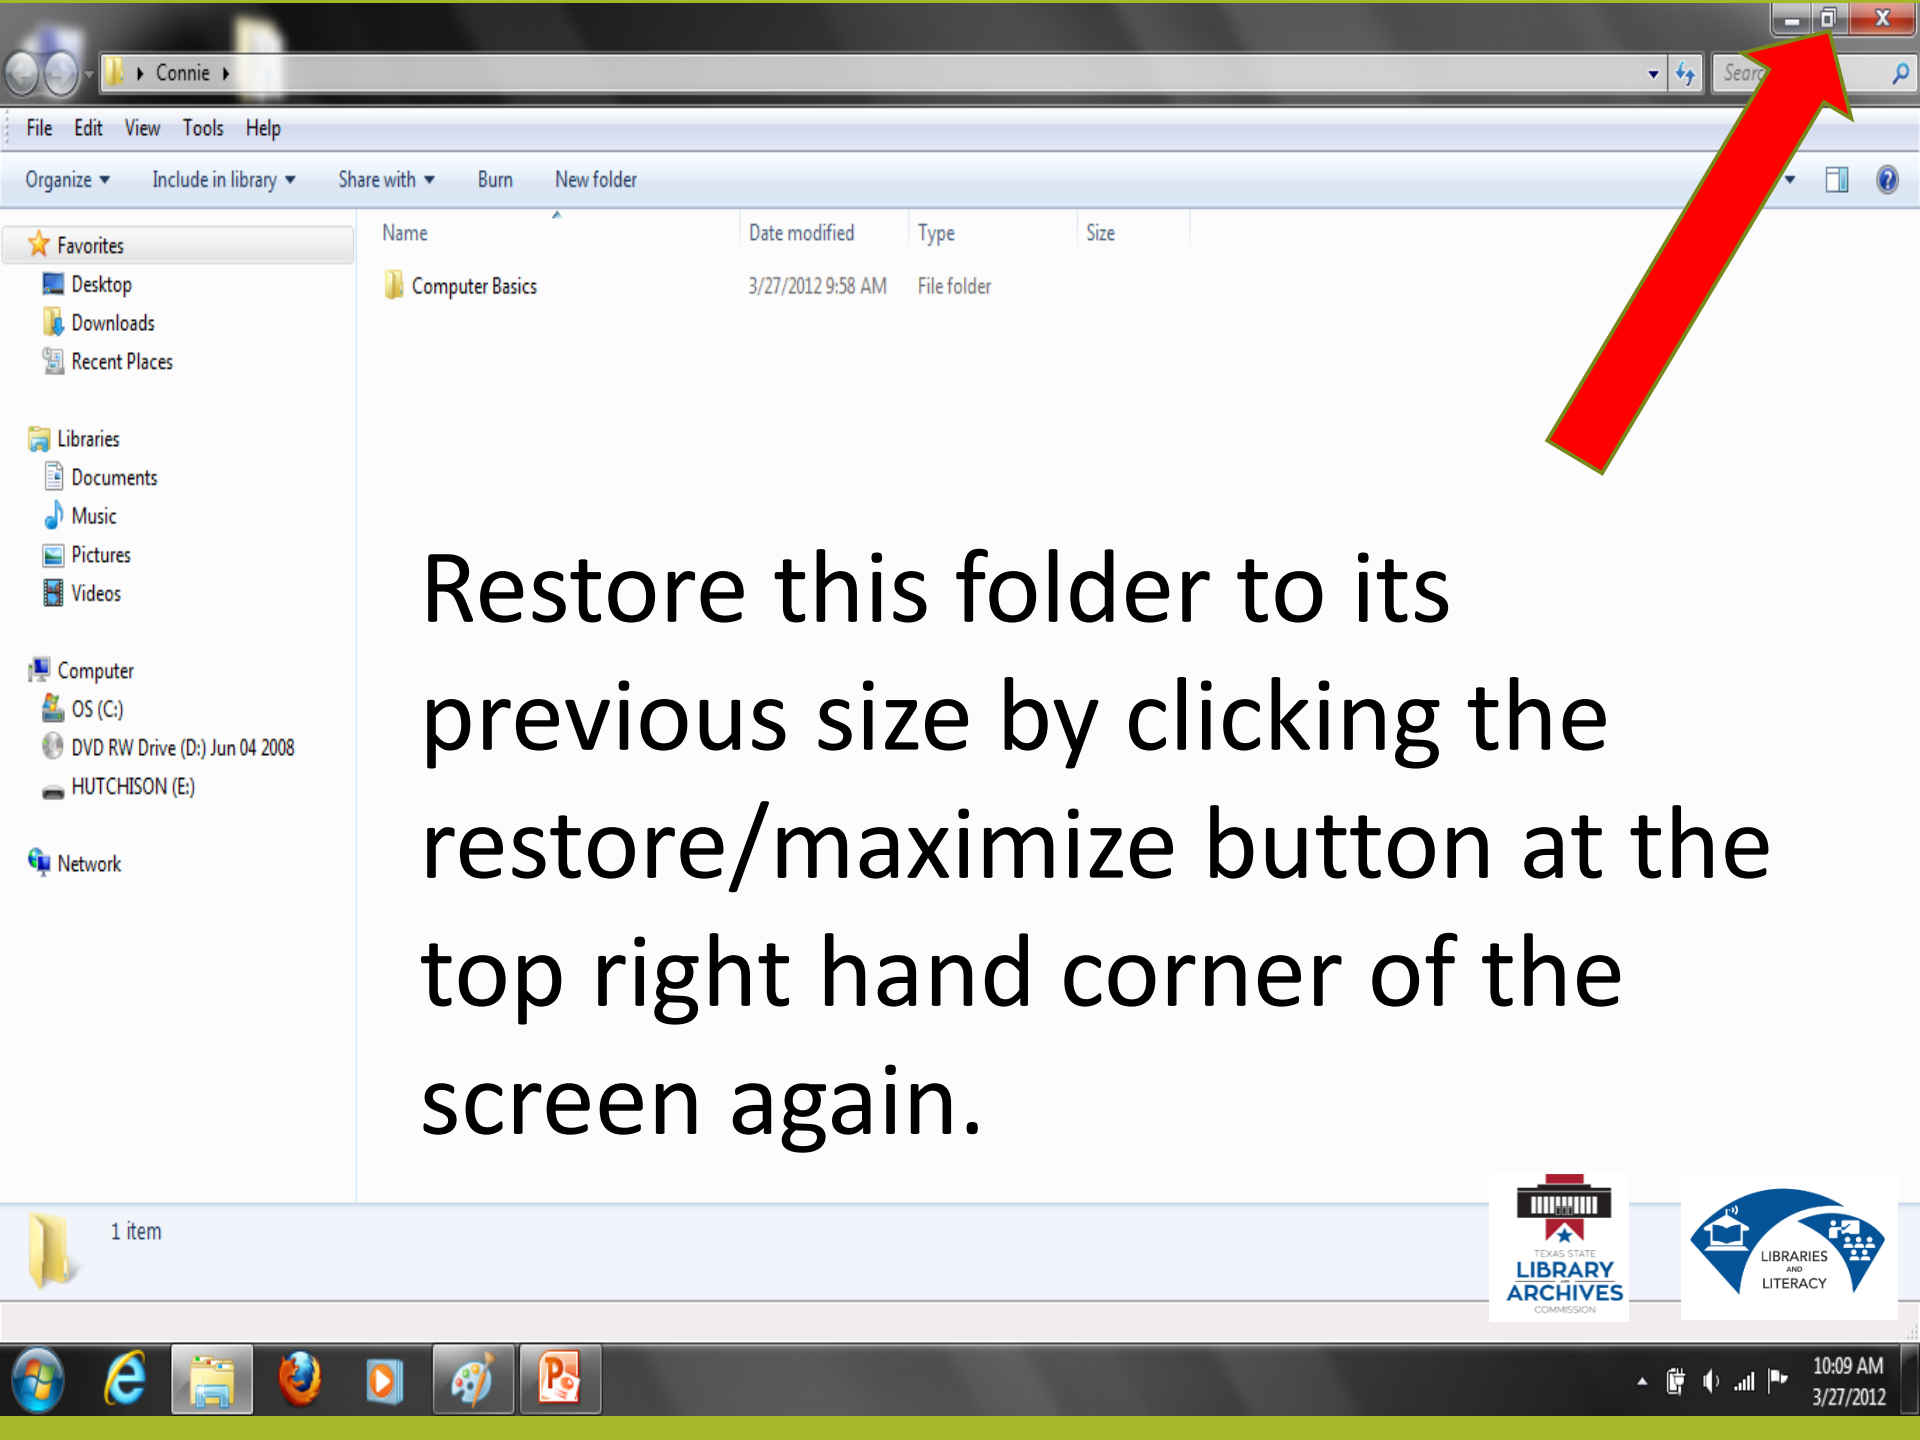 Connie
Sear
File Edit View Tools Help
Organize Include in library Share with Burn New folder
Name Date modified Type Size
Computer Basics 3/27/2012 9:58 AM File folder
Favorites
Desktop
Downloads
Recent Places
Libraries
Documents
Music
Pictures
Videos
Computer
OS (C:)
DVD RW Drive (D:) Jun 04 2008
HUTCHISON (E:)
Network
Restore this folder to its
previous size by clicking the
restore/maximize button at the
top right hand corner of the
screen again.
1 item
TEXAS STATE
LIBRARY
AND
ARCHIVES
COMMISSION
LIBRARIES
AND
LITERACY
10:09 AM
3/27/2012